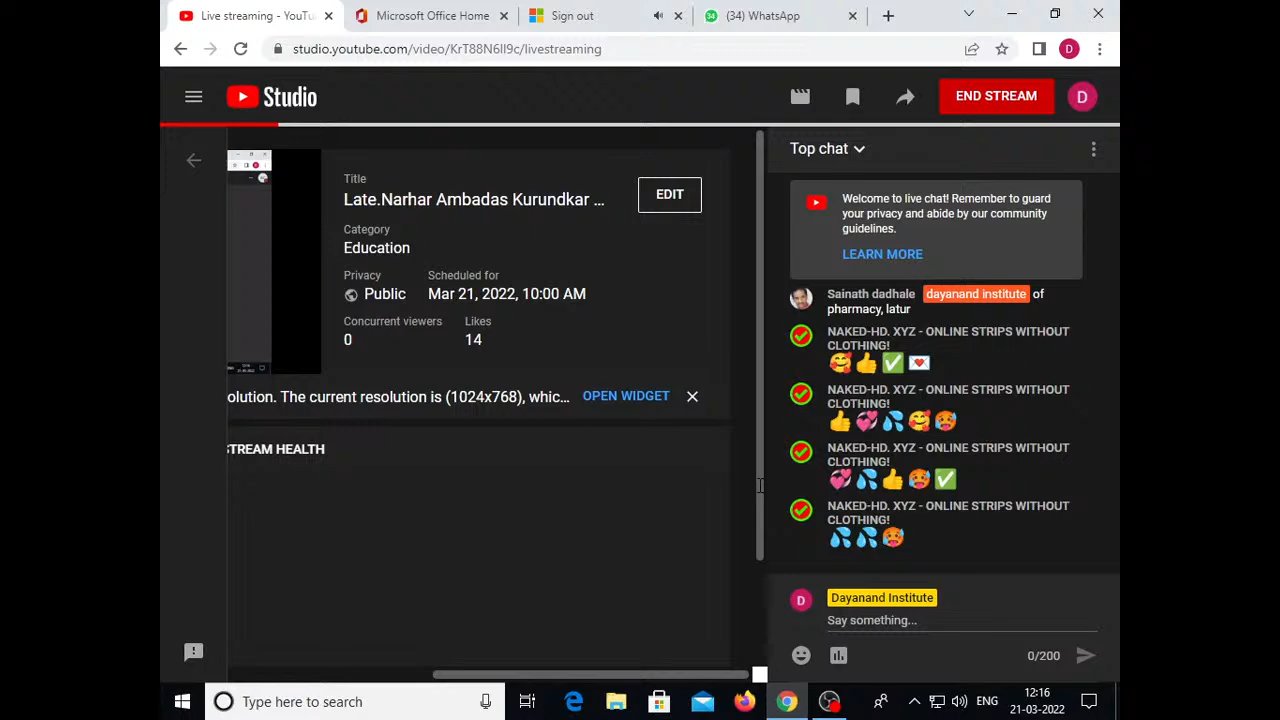 Live streaming - YouTu
Microsoft Office Home
Sign out
34
(34) WhatsApp
studio.youtube.com/video/KrT88N6lI9c/livestreaming
D
Studio
END STREAM
D
Title
Late.Narhar Ambadas Kurundkar ...
EDIT
Category
Education
Privacy
Scheduled for
Public
Mar 21, 2022, 10:00 AM
Concurrent viewers
Likes
0
14
olution. The current resolution is (1024x768), whic...
OPEN WIDGET
STREAM HEALTH
Top chat
Welcome to live chat! Remember to guard
your privacy and abide by our community
guidelines.
LEARN MORE
Sainath dadhale dayanand institute of
pharmacy, latur
NAKED-HD. XYZ - ONLINE STRIPS WITHOUT
CLOTHING!
🥰👍✅💌
NAKED-HD. XYZ - ONLINE STRIPS WITHOUT
CLOTHING!
👍💞💦🥰🥵
NAKED-HD. XYZ - ONLINE STRIPS WITHOUT
CLOTHING!
💞💦👍🥵✅
NAKED-HD. XYZ - ONLINE STRIPS WITHOUT
CLOTHING!
💦💦🥵
D
Dayanand Institute
Say something...
0/200
Type here to search
ENG
12:16
21-03-2022